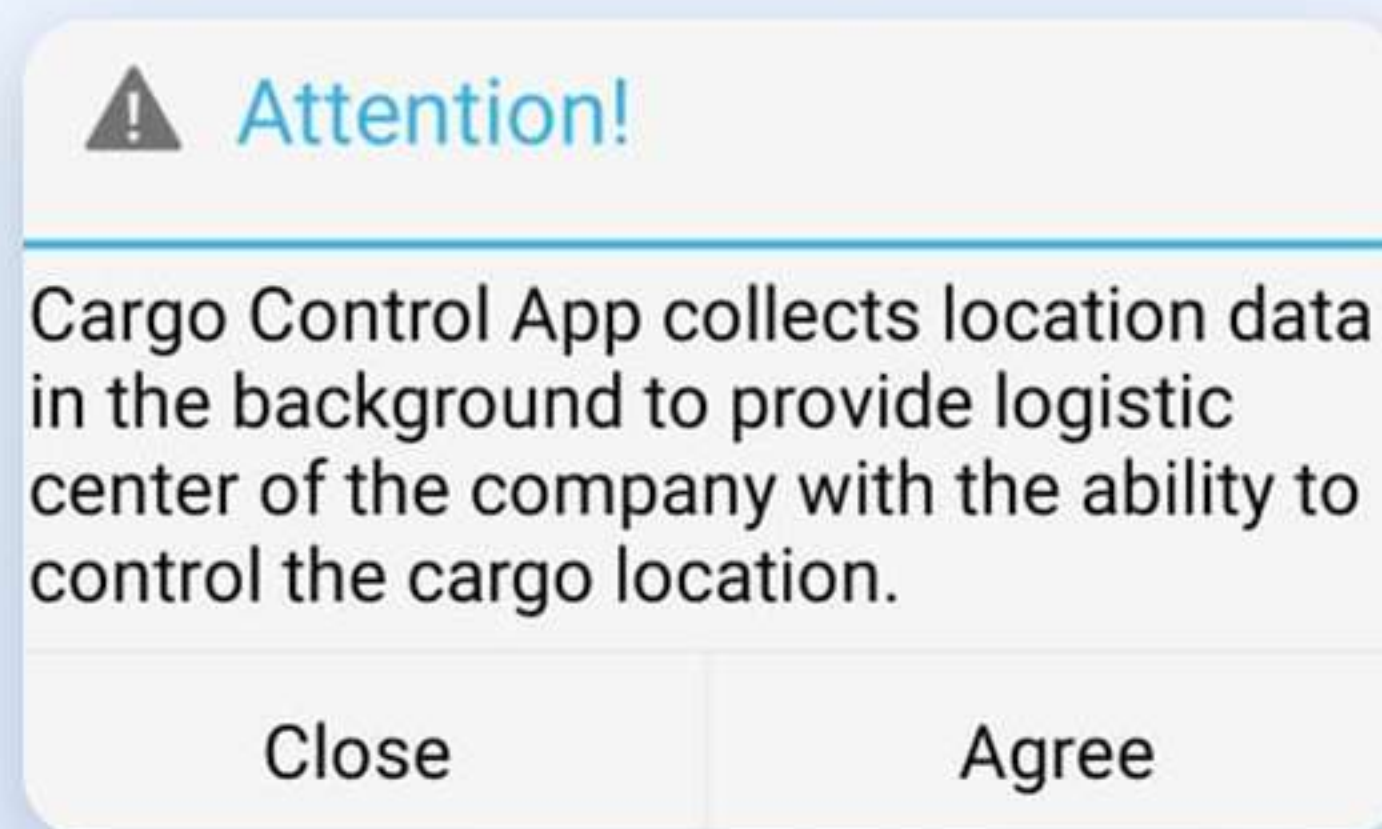 Attention!
Cargo Control App collects location data
in the background to provide logistic
center of the company with the ability to
control the cargo location.
Close
Agree